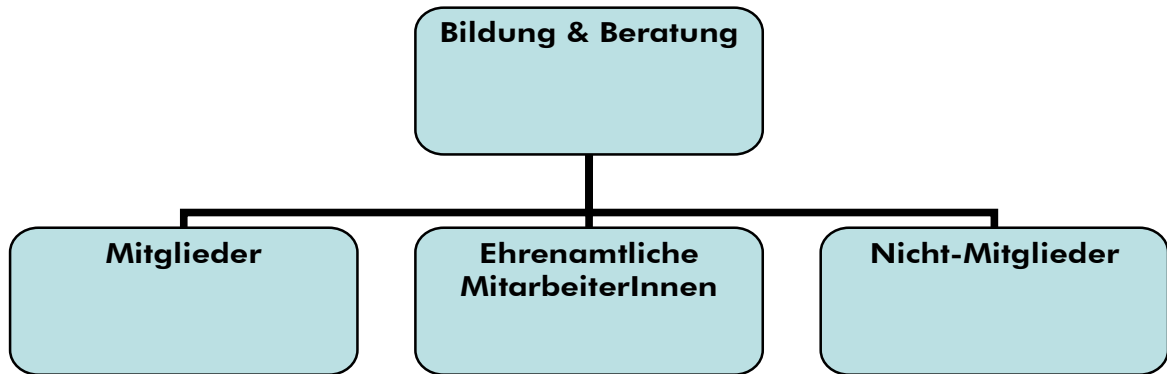 Bildung & Beratung
Mitglieder
Ehrenamtliche
MitarbeiterInnen
Nicht-Mitglieder